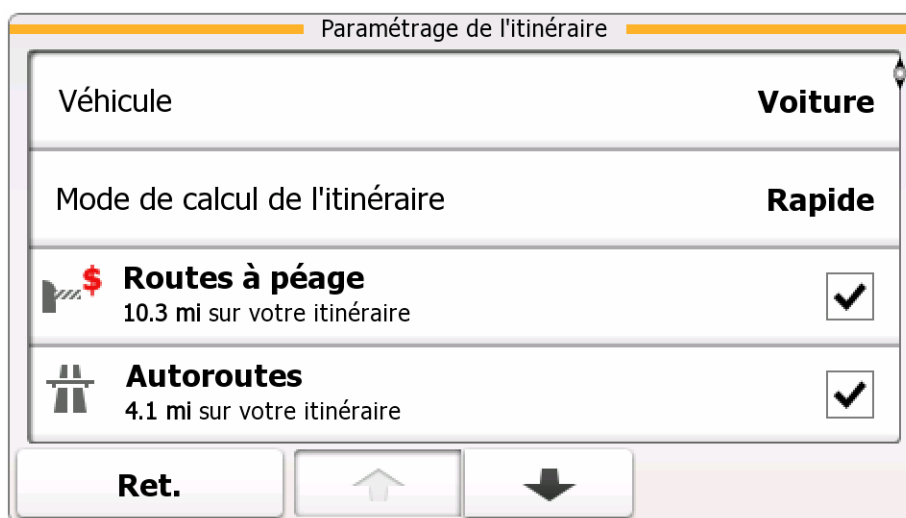 Paramétrage de l'itinéraire
Véhicule Voiture
Mode de calcul de l'itinéraire Rapide
$ Routes à péage
10.3 mi sur votre itinéraire
Autoroutes
4.1 mi sur votre itinéraire
Ret.